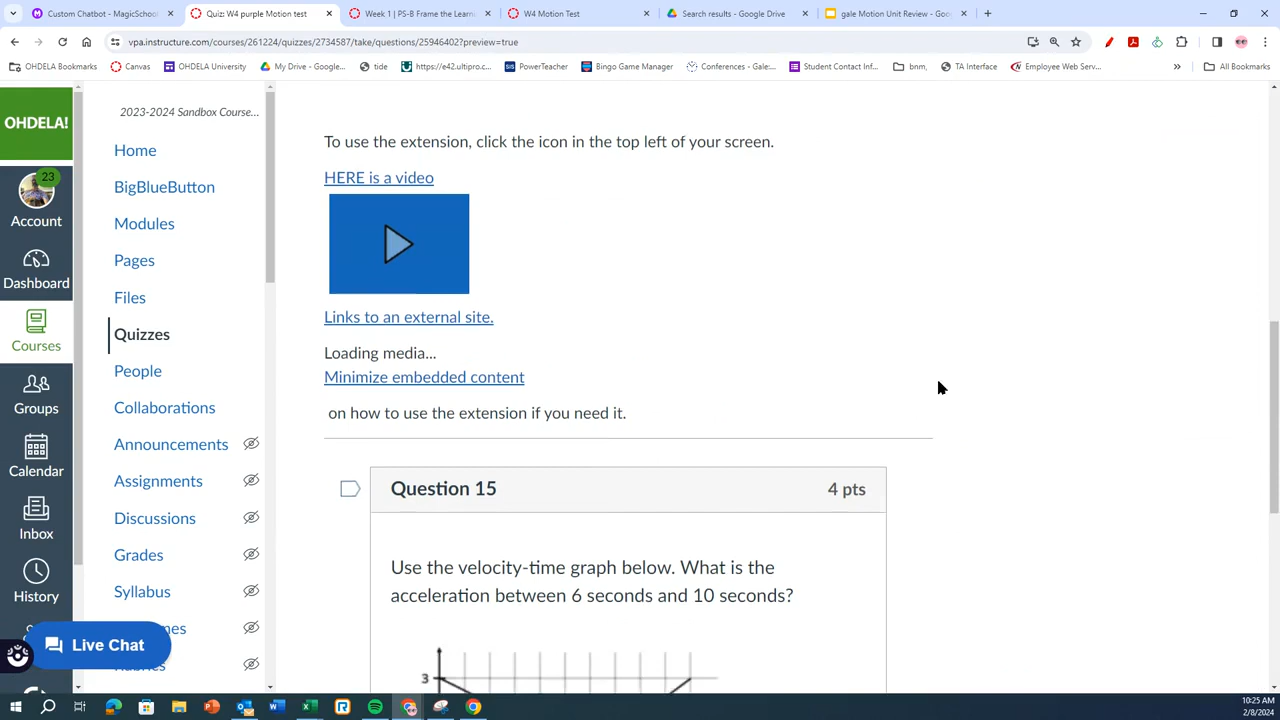 Custom Chatbot - MagicSchool
Quiz: W4 purple Motion test
Week 1 | PS-B Frame the Learni
W4 Motion Test
Search results - Google Drive
gale Motion Unit Review - Goo
vpa.instructure.com/courses/261224/quizzes/2734587/take/questions/25946402?preview=true
OHDELA Bookmarks
Canvas
OHDELA University
My Drive - Google...
tide
https://e42.ultipro.c...
PowerTeacher
Bingo Game Manager
Conferences - Gale:...
Student Contact Inf...
bnm,
TA Interface
Employee Web Serv...
All Bookmarks
OHDELA!
23
Account
Dashboard
Courses
Groups
Calendar
Inbox
History
2023-2024 Sandbox Course...
Home
BigBlueButton
Modules
Pages
Files
Quizzes
People
Collaborations
Announcements
Assignments
Discussions
Grades
Syllabus
Live Chat
To use the extension, click the icon in the top left of your screen.
HERE is a video
Links to an external site.
Loading media...
Minimize embedded content
on how to use the extension if you need it.
Question 15
4 pts
Use the velocity-time graph below. What is the
acceleration between 6 seconds and 10 seconds?
3
10:25 AM
2/8/2024